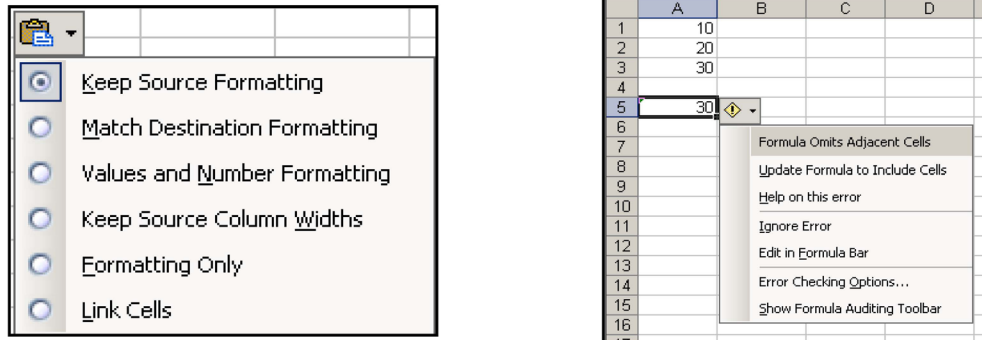 Keep Source Formatting
Match Destination Formatting
Values and Number Formatting
Keep Source Column Widths
Formatting Only
Link Cells
A B C D
1 10
2 20
3 30
4
5 30
6
7
8
9
10
11
12
13
14
15
16
Formula Omits Adjacent Cells
Update Formula to Include Cells
Help on this error
Ignore Error
Edit in Formula Bar
Error Checking Options...
Show Formula Auditing Toolbar